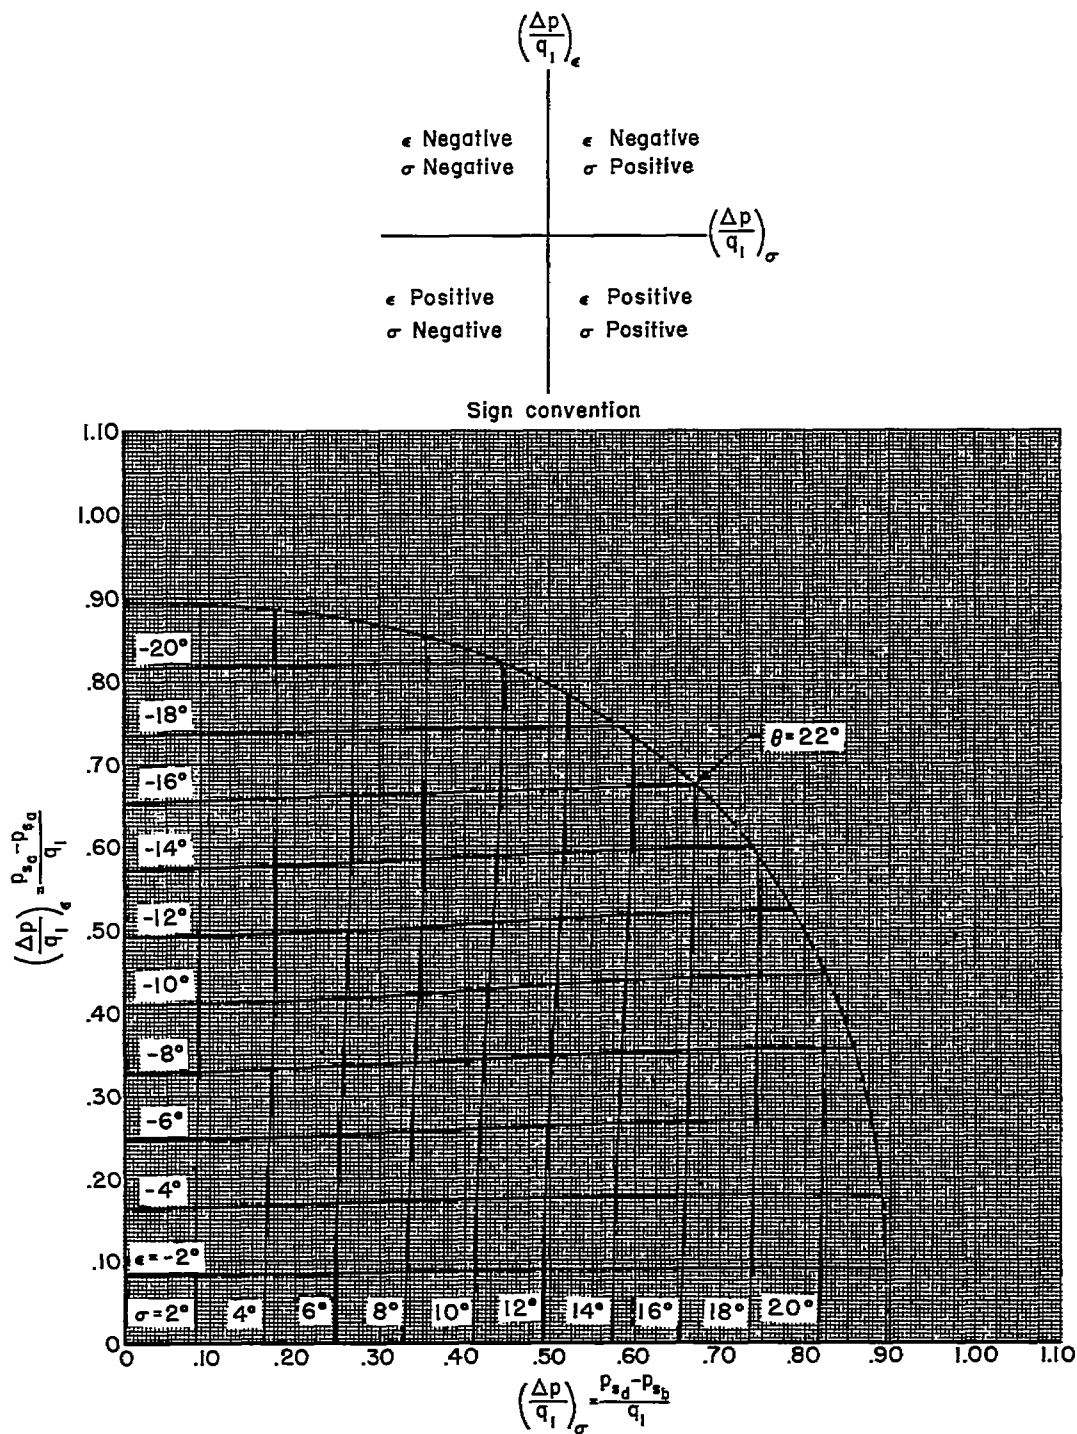 (Δp/q₁)ε
ϵ Negative
σ Negative
ϵ Negative
σ Positive
(Δp/q₁)σ
ϵ Positive
σ Negative
ϵ Positive
σ Positive
Sign convention
1.10
1.00
.90
-20°
.80
-18°
θ=22°
.70
-16°
.60
-14°
.50
-12°
-10°
.40
-8°
.30
-6°
.20
-4°
.10
ϵ=-2°
σ=2° 4° 6° 8° 10° 12° 14° 16° 18° 20°
0
0 .10 .20 .30 .40 .50 .60 .70 .80 .90 1.00 1.10
(Δp/q₁)σ = (p_sd - p_sb)/q₁